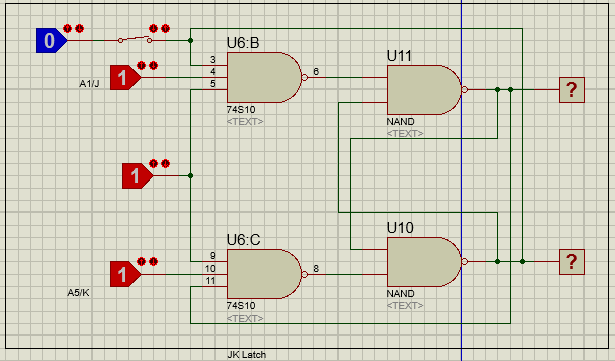 0
U6:B
U11
3
1
4
6
?
5
A1/J
74S10
<TEXT>
NAND
<TEXT>
1
U6:C
U10
9
1
10
8
?
11
A5/K
74S10
<TEXT>
NAND
<TEXT>
JK Latch